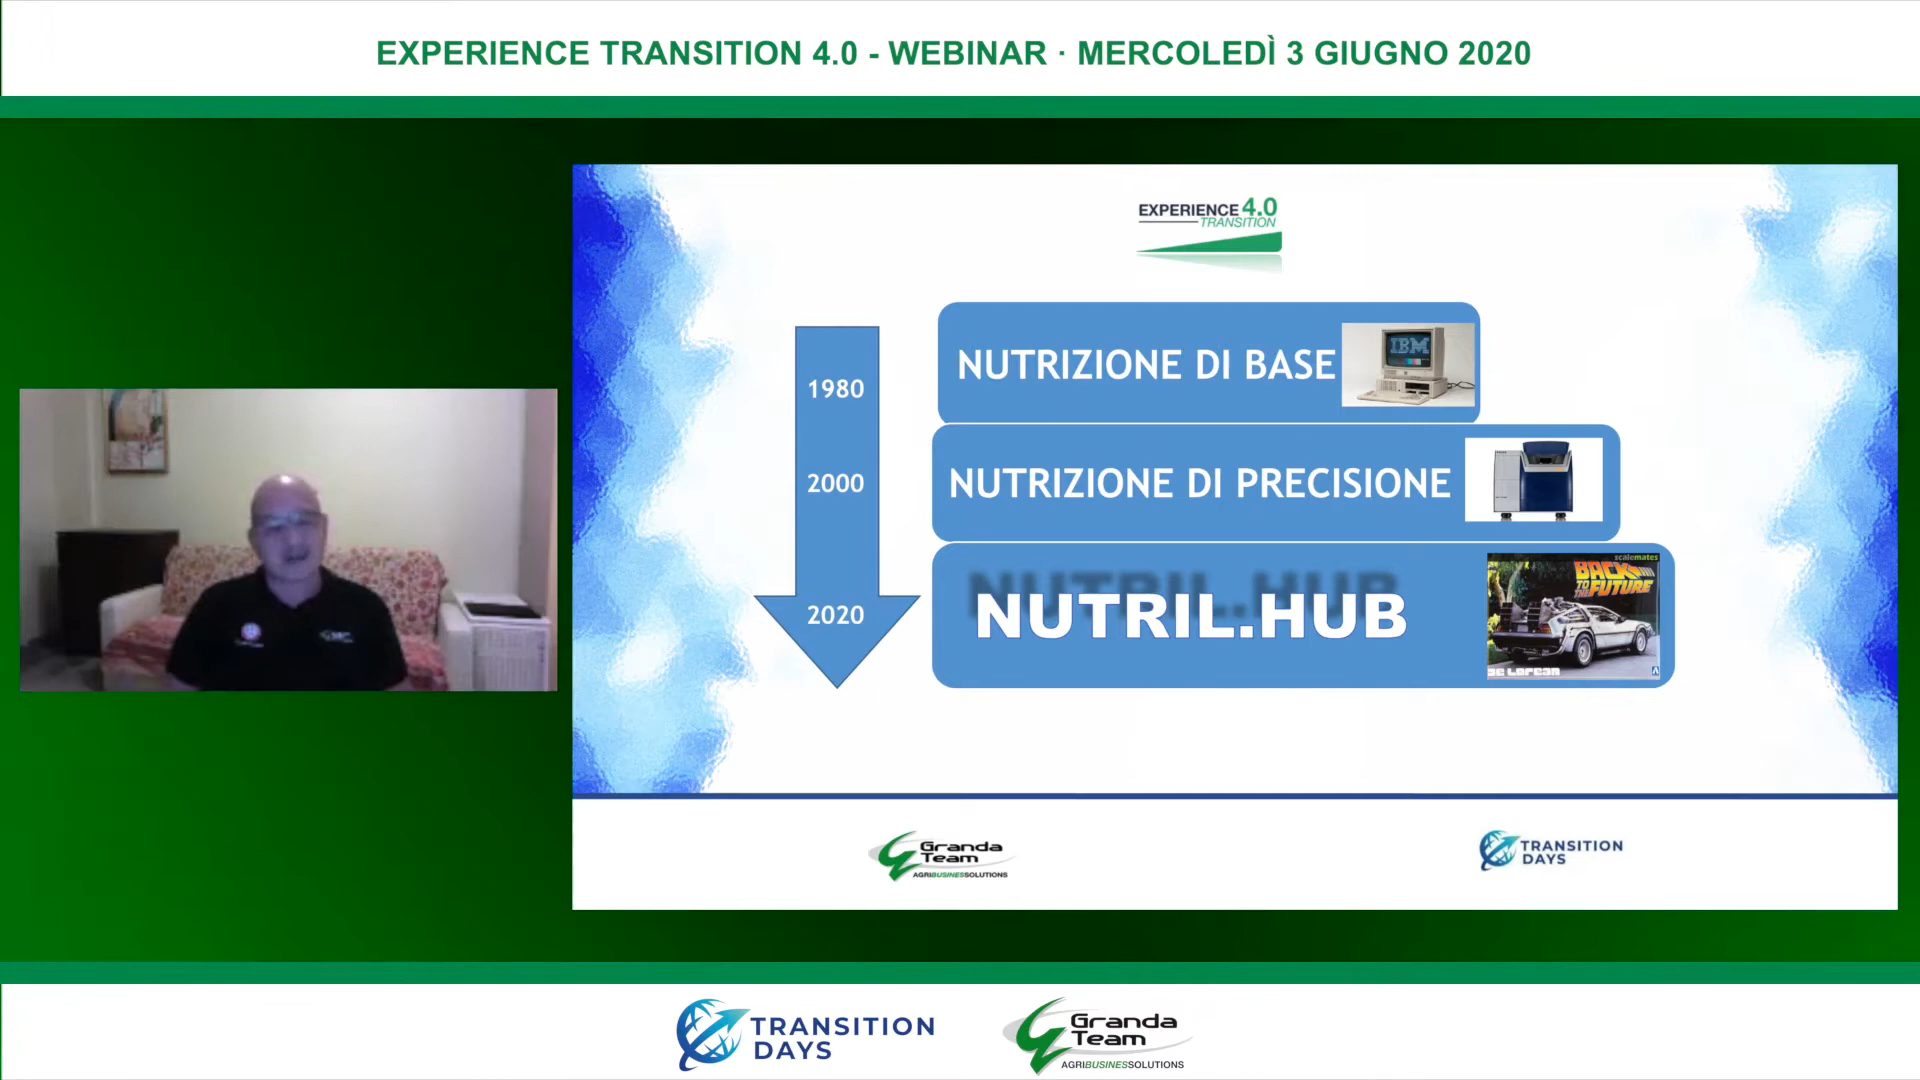 EXPERIENCE TRANSITION 4.0 - WEBINAR · MERCOLEDÌ 3 GIUGNO 2020
EXPERIENCE 4.0
TRANSITION
1980
NUTRIZIONE DI BASE
IBM
2000
NUTRIZIONE DI PRECISIONE
2020
NUTRIL.HUB
scalemates
BACK
TO THE FUTURE
Granda
Team
AGRIBUSINESSOLUTIONS
TRANSITION
DAYS
TRANSITION
DAYS
Granda
Team
AGRIBUSINESSOLUTIONS